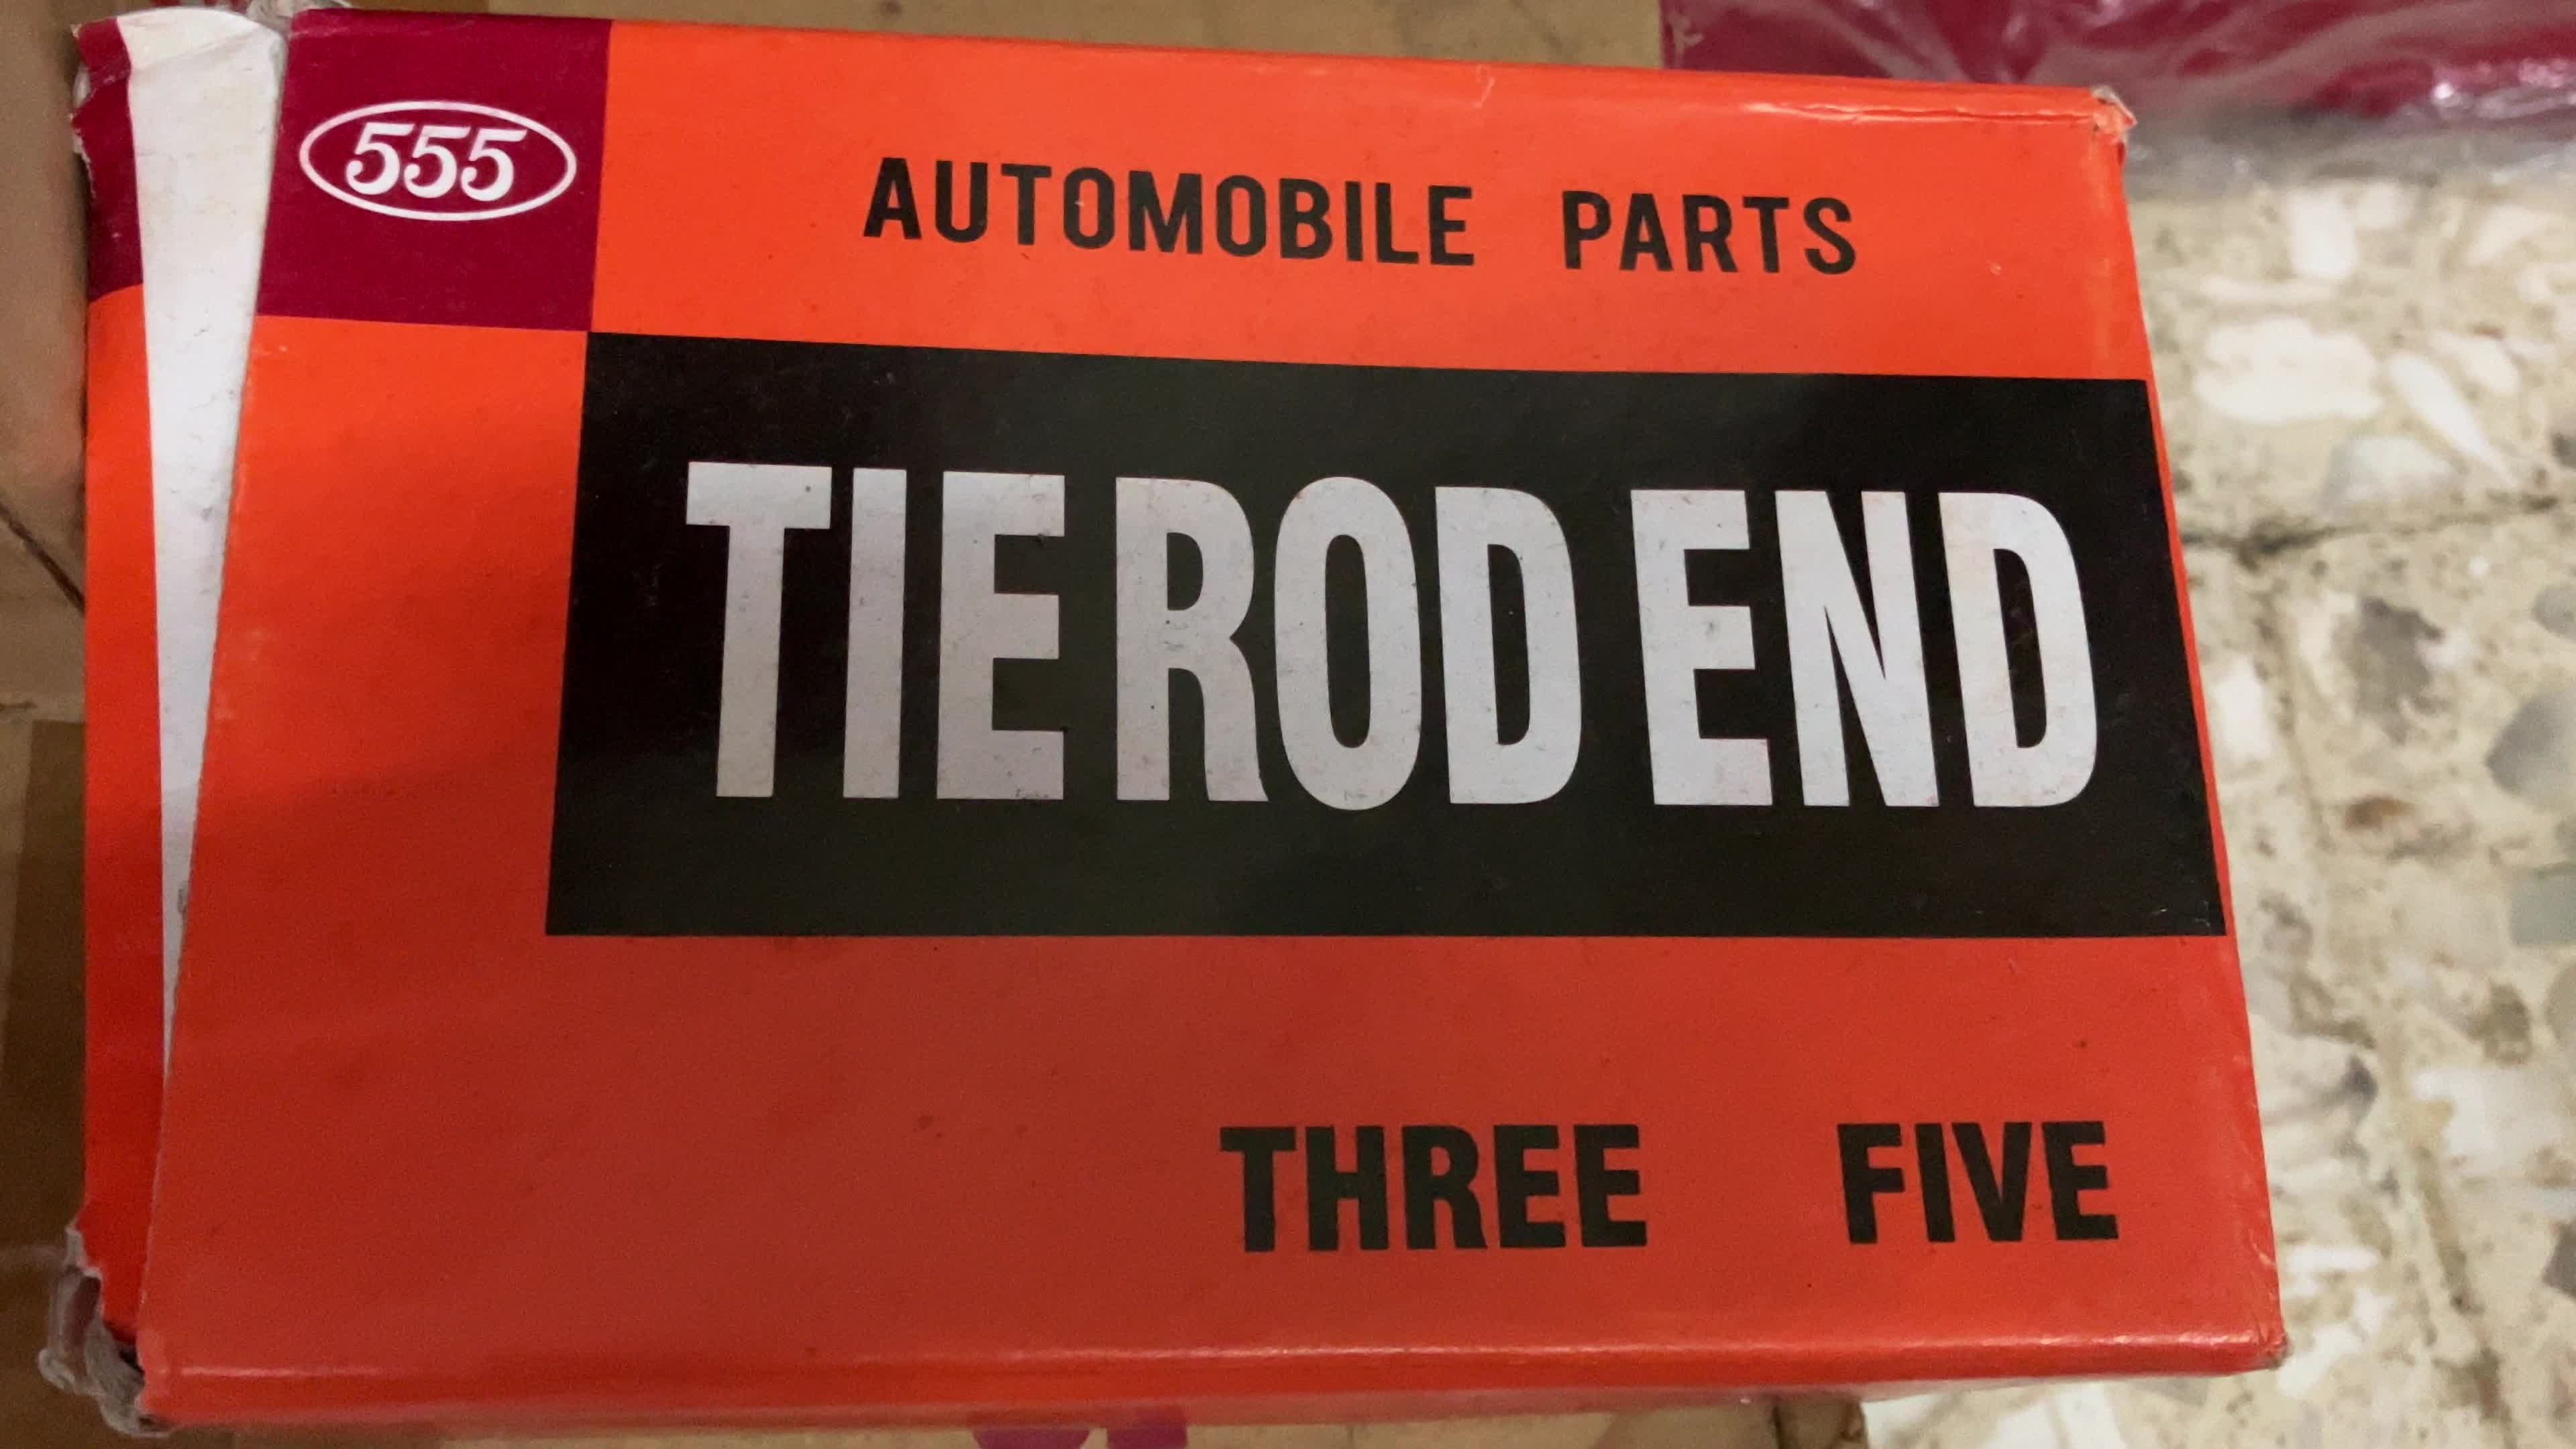 555
AUTOMOBILE PARTS
TIE ROD END
THREE FIVE